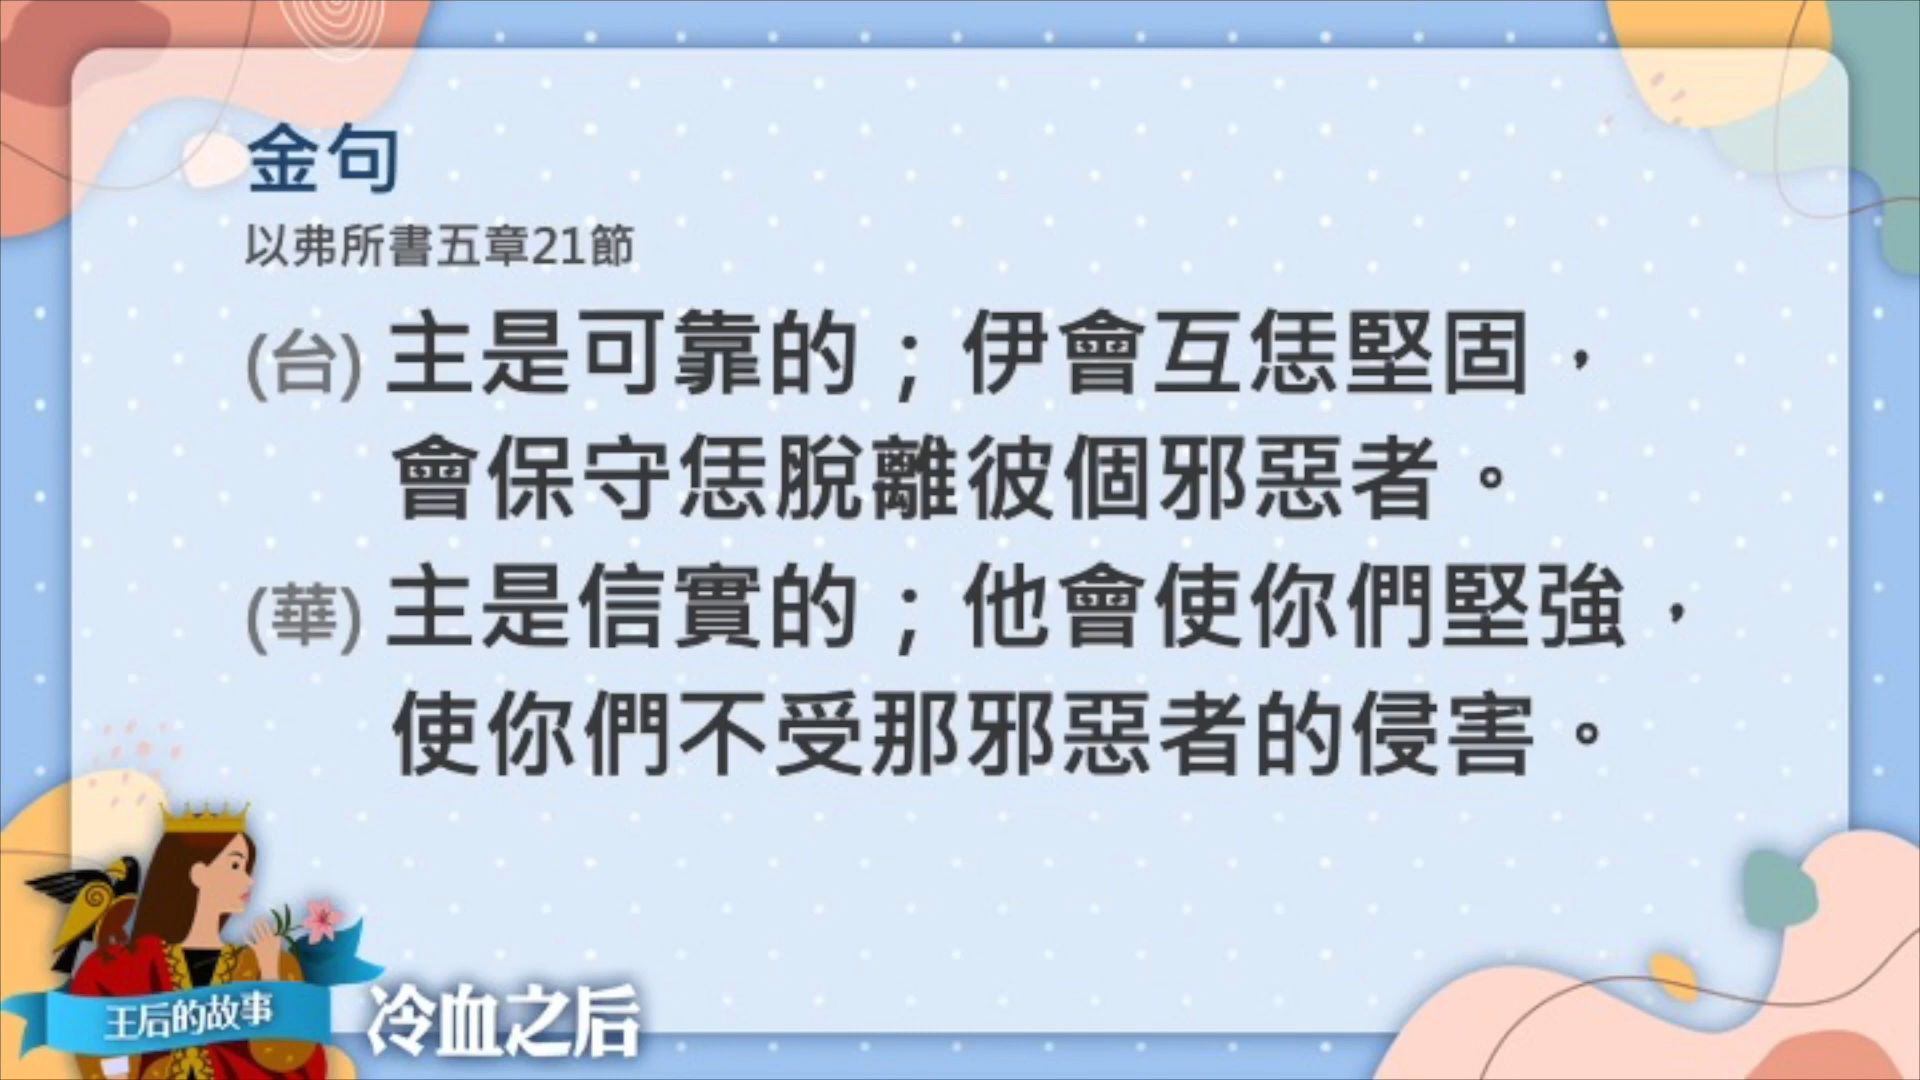 金句
以弗所書五章21節
(台) 主是可靠的；伊會互恁堅固，
會保守恁脫離彼個邪惡者。
(華) 主是信實的；他會使你們堅強，
使你們不受那邪惡者的侵害。
王后的故事
冷血之后